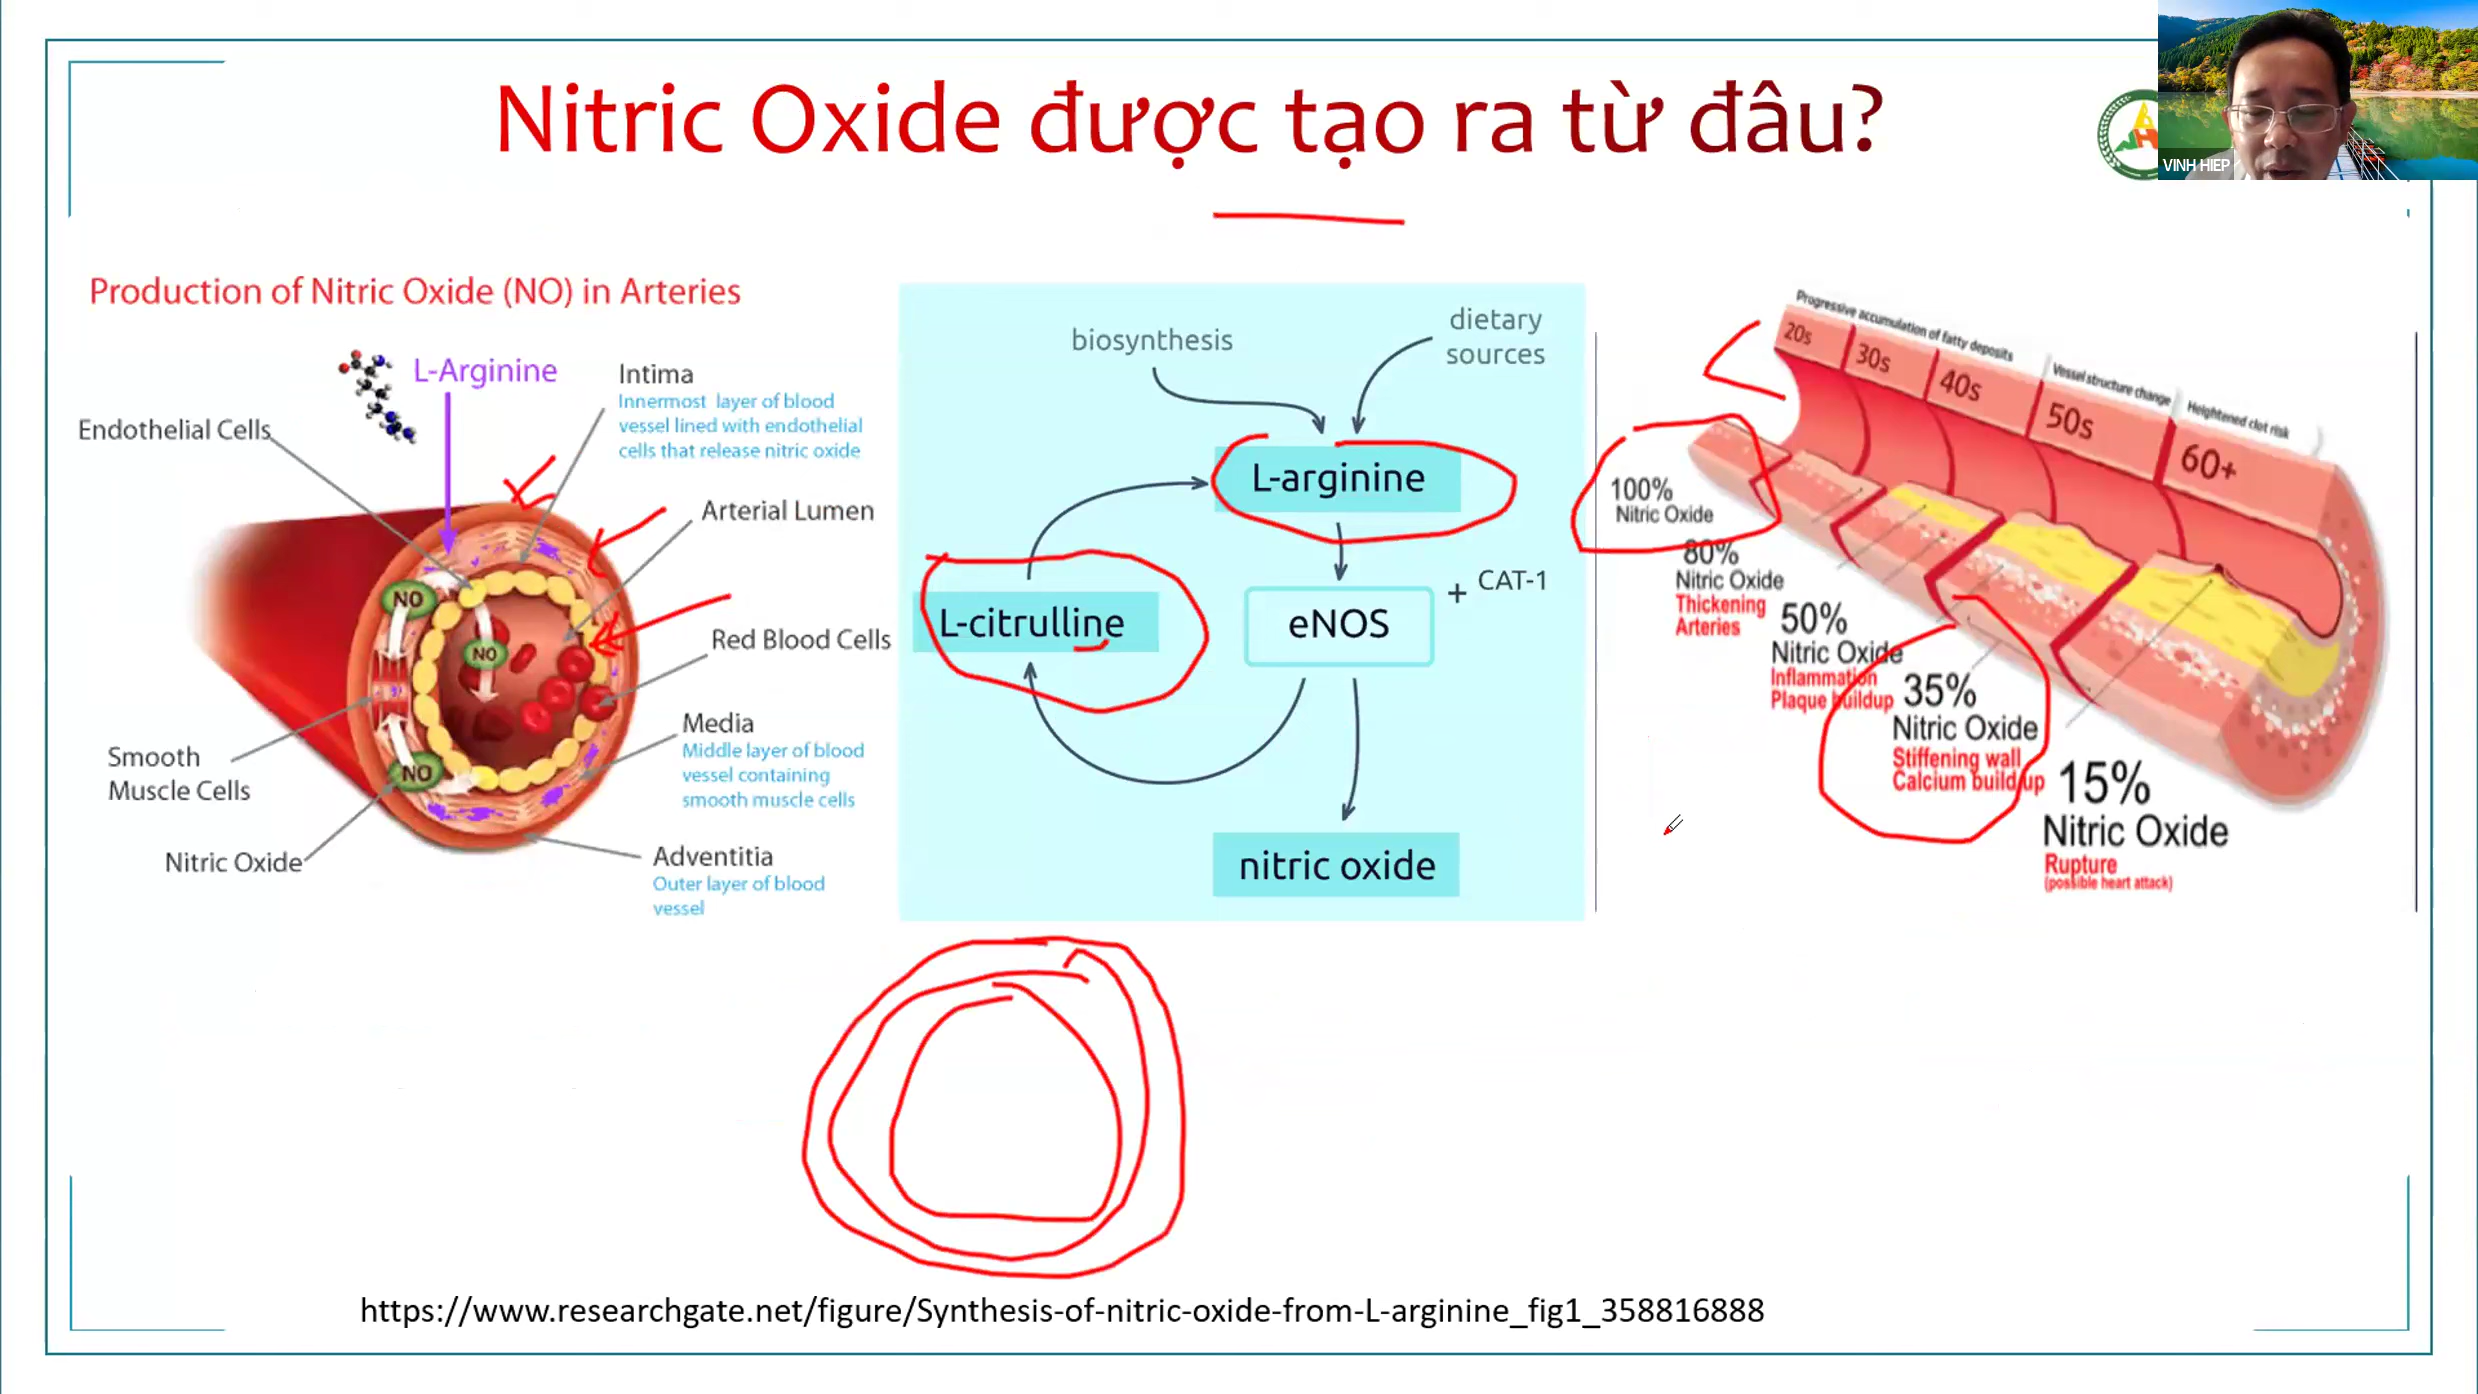 Nitric Oxide được tạo ra từ đâu?
VINH HIEP
Production of Nitric Oxide (NO) in Arteries
L-Arginine
Endothelial Cells
Intima
Innermost layer of blood
vessel lined with endothelial
cells that release nitric oxide
Arterial Lumen
NO
NO
NO
Red Blood Cells
Media
Middle layer of blood
vessel containing
smooth muscle cells
Smooth
Muscle Cells
Nitric Oxide
Adventitia
Outer layer of blood
vessel
biosynthesis
dietary
sources
L-arginine
L-citrulline
eNOS
+ CAT-1
nitric oxide
Progressive accumulation of fatty deposits
Vessel structure change
Heightened clot risk
20s
30s
40s
50s
60+
100%
Nitric Oxide
80%
Nitric Oxide
Thickening
Arteries
50%
Nitric Oxide
Inflammation
Plaque buildup
35%
Nitric Oxide
Stiffening wall
Calcium build up
15%
Nitric Oxide
Rupture
(possible heart attack)
https://www.researchgate.net/figure/Synthesis-of-nitric-oxide-from-L-arginine_fig1_358816888